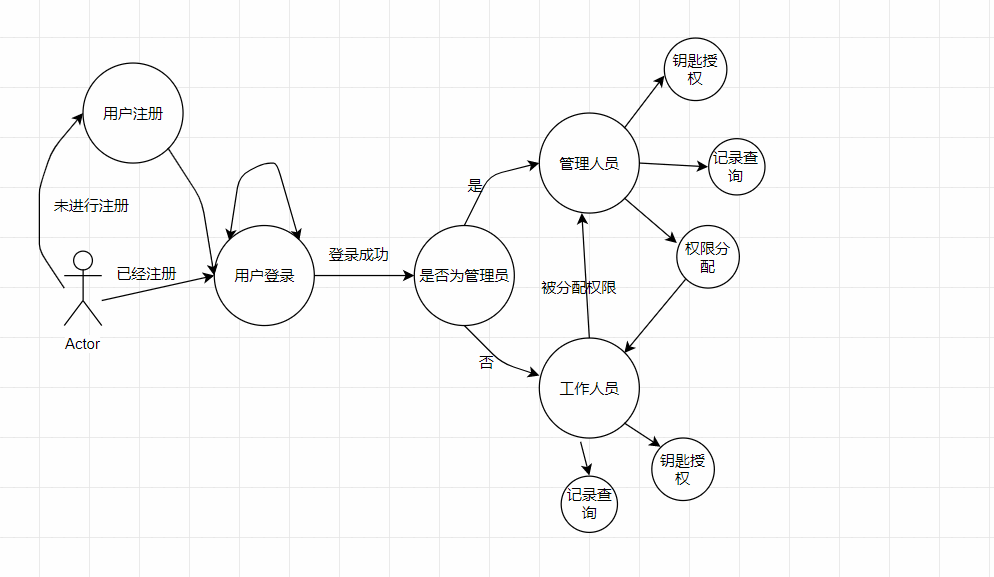 钥匙授
权
用户注册
管理人员
记录查
询
是
未进行注册
权限分
配
登录成功
已经注册
用户登录
是否为管理员
被分配权限
Actor
否
工作人员
钥匙授
权
记录查
询